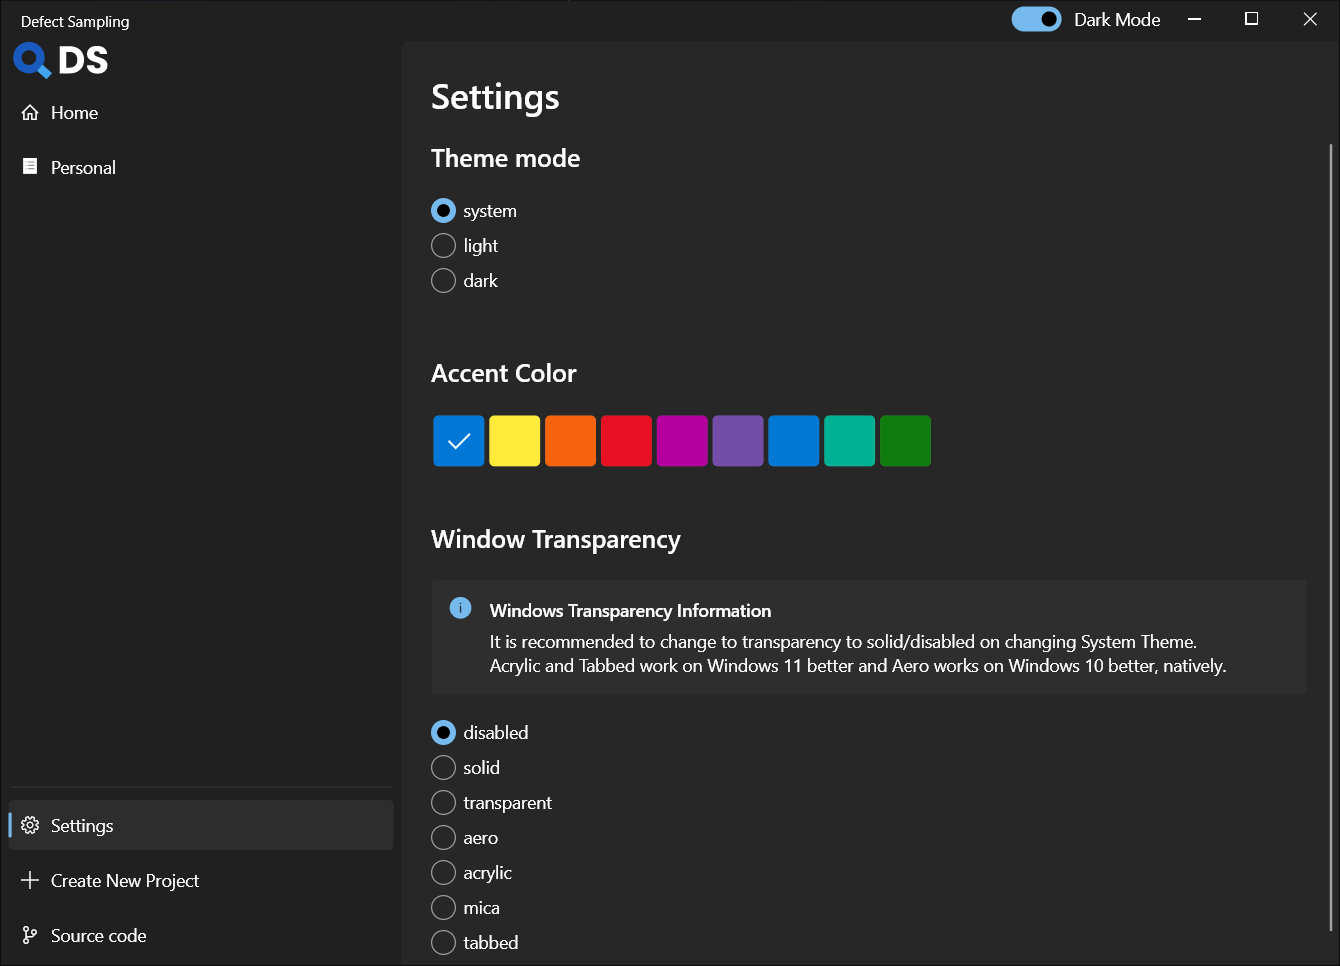 Defect Sampling
Dark Mode
DS
Home
Personal
Settings
Create New Project
Source code
Settings
Theme mode
system
light
dark
Accent Color
Window Transparency
Windows Transparency Information
It is recommended to change to transparency to solid/disabled on changing System Theme.
Acrylic and Tabbed work on Windows 11 better and Aero works on Windows 10 better, natively.
disabled
solid
transparent
aero
acrylic
mica
tabbed